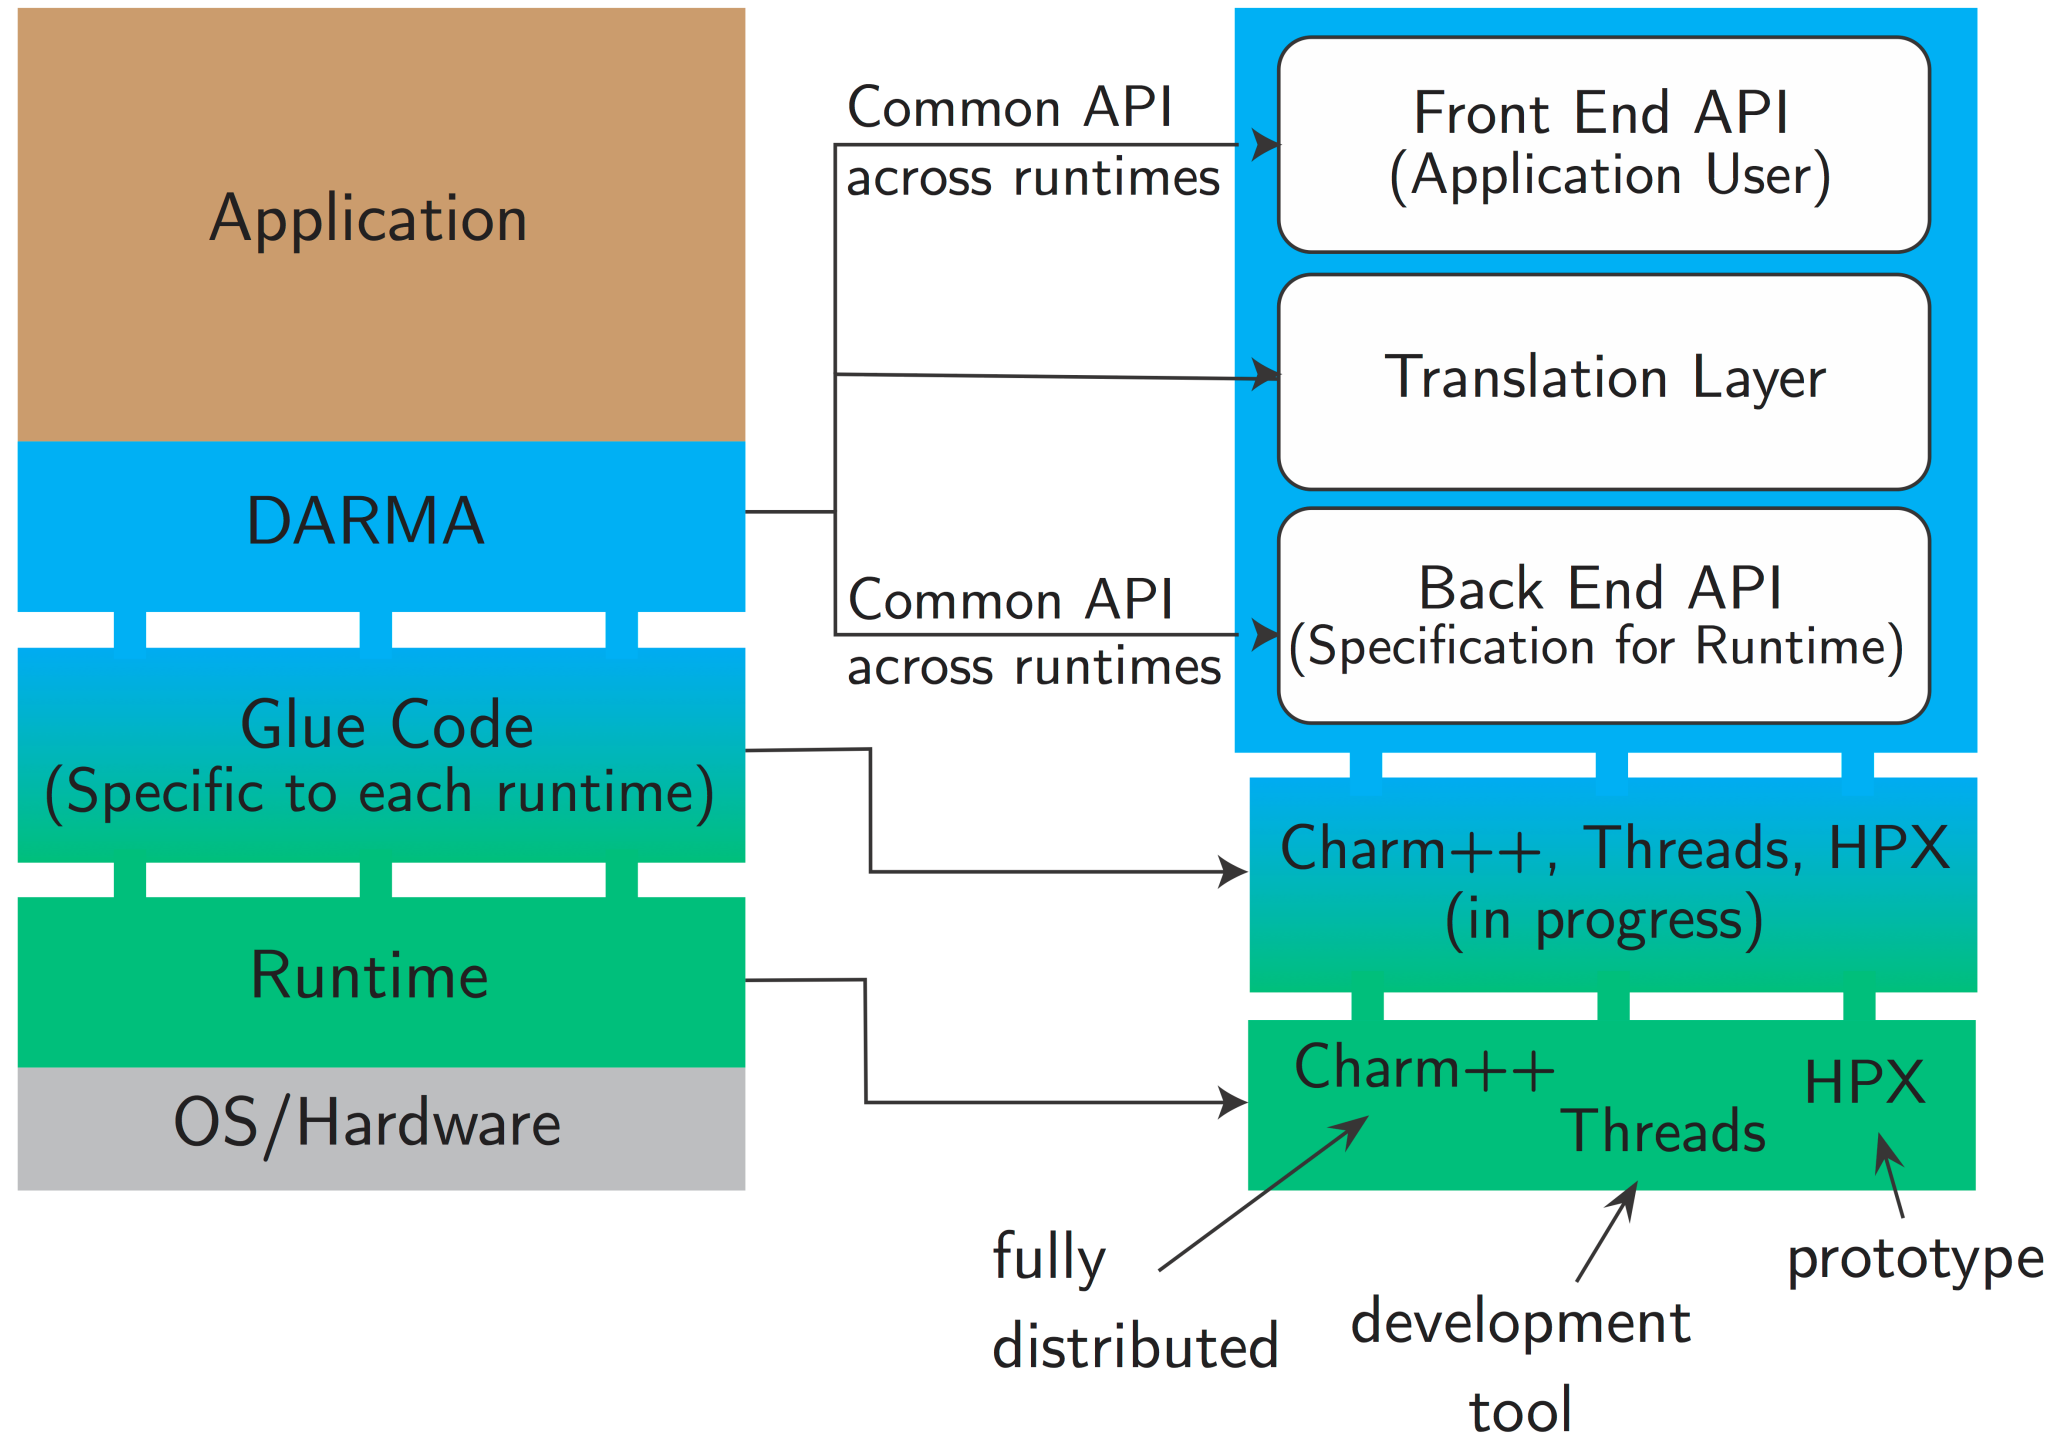 Application
DARMA
Glue Code
(Specific to each runtime)
Runtime
OS/Hardware
Common API
across runtimes
Common API
across runtimes
Front End API
(Application User)
Translation Layer
Back End API
(Specification for Runtime)
Charm++, Threads, HPX
(in progress)
Charm++
Threads
HPX
fully
distributed
development
tool
prototype